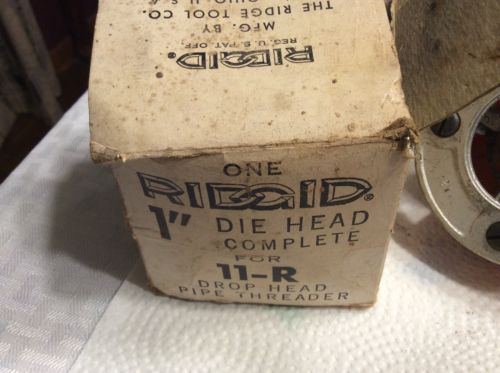 OHIO, U.S.A.
THE RIDGE TOOL CO.
MFG. BY
REG. U.S. PAT. OFF.
RIDGID
ONE
RIDGID®
1" DIE HEAD
COMPLETE
FOR
11-R
DROP HEAD
PIPE THREADER